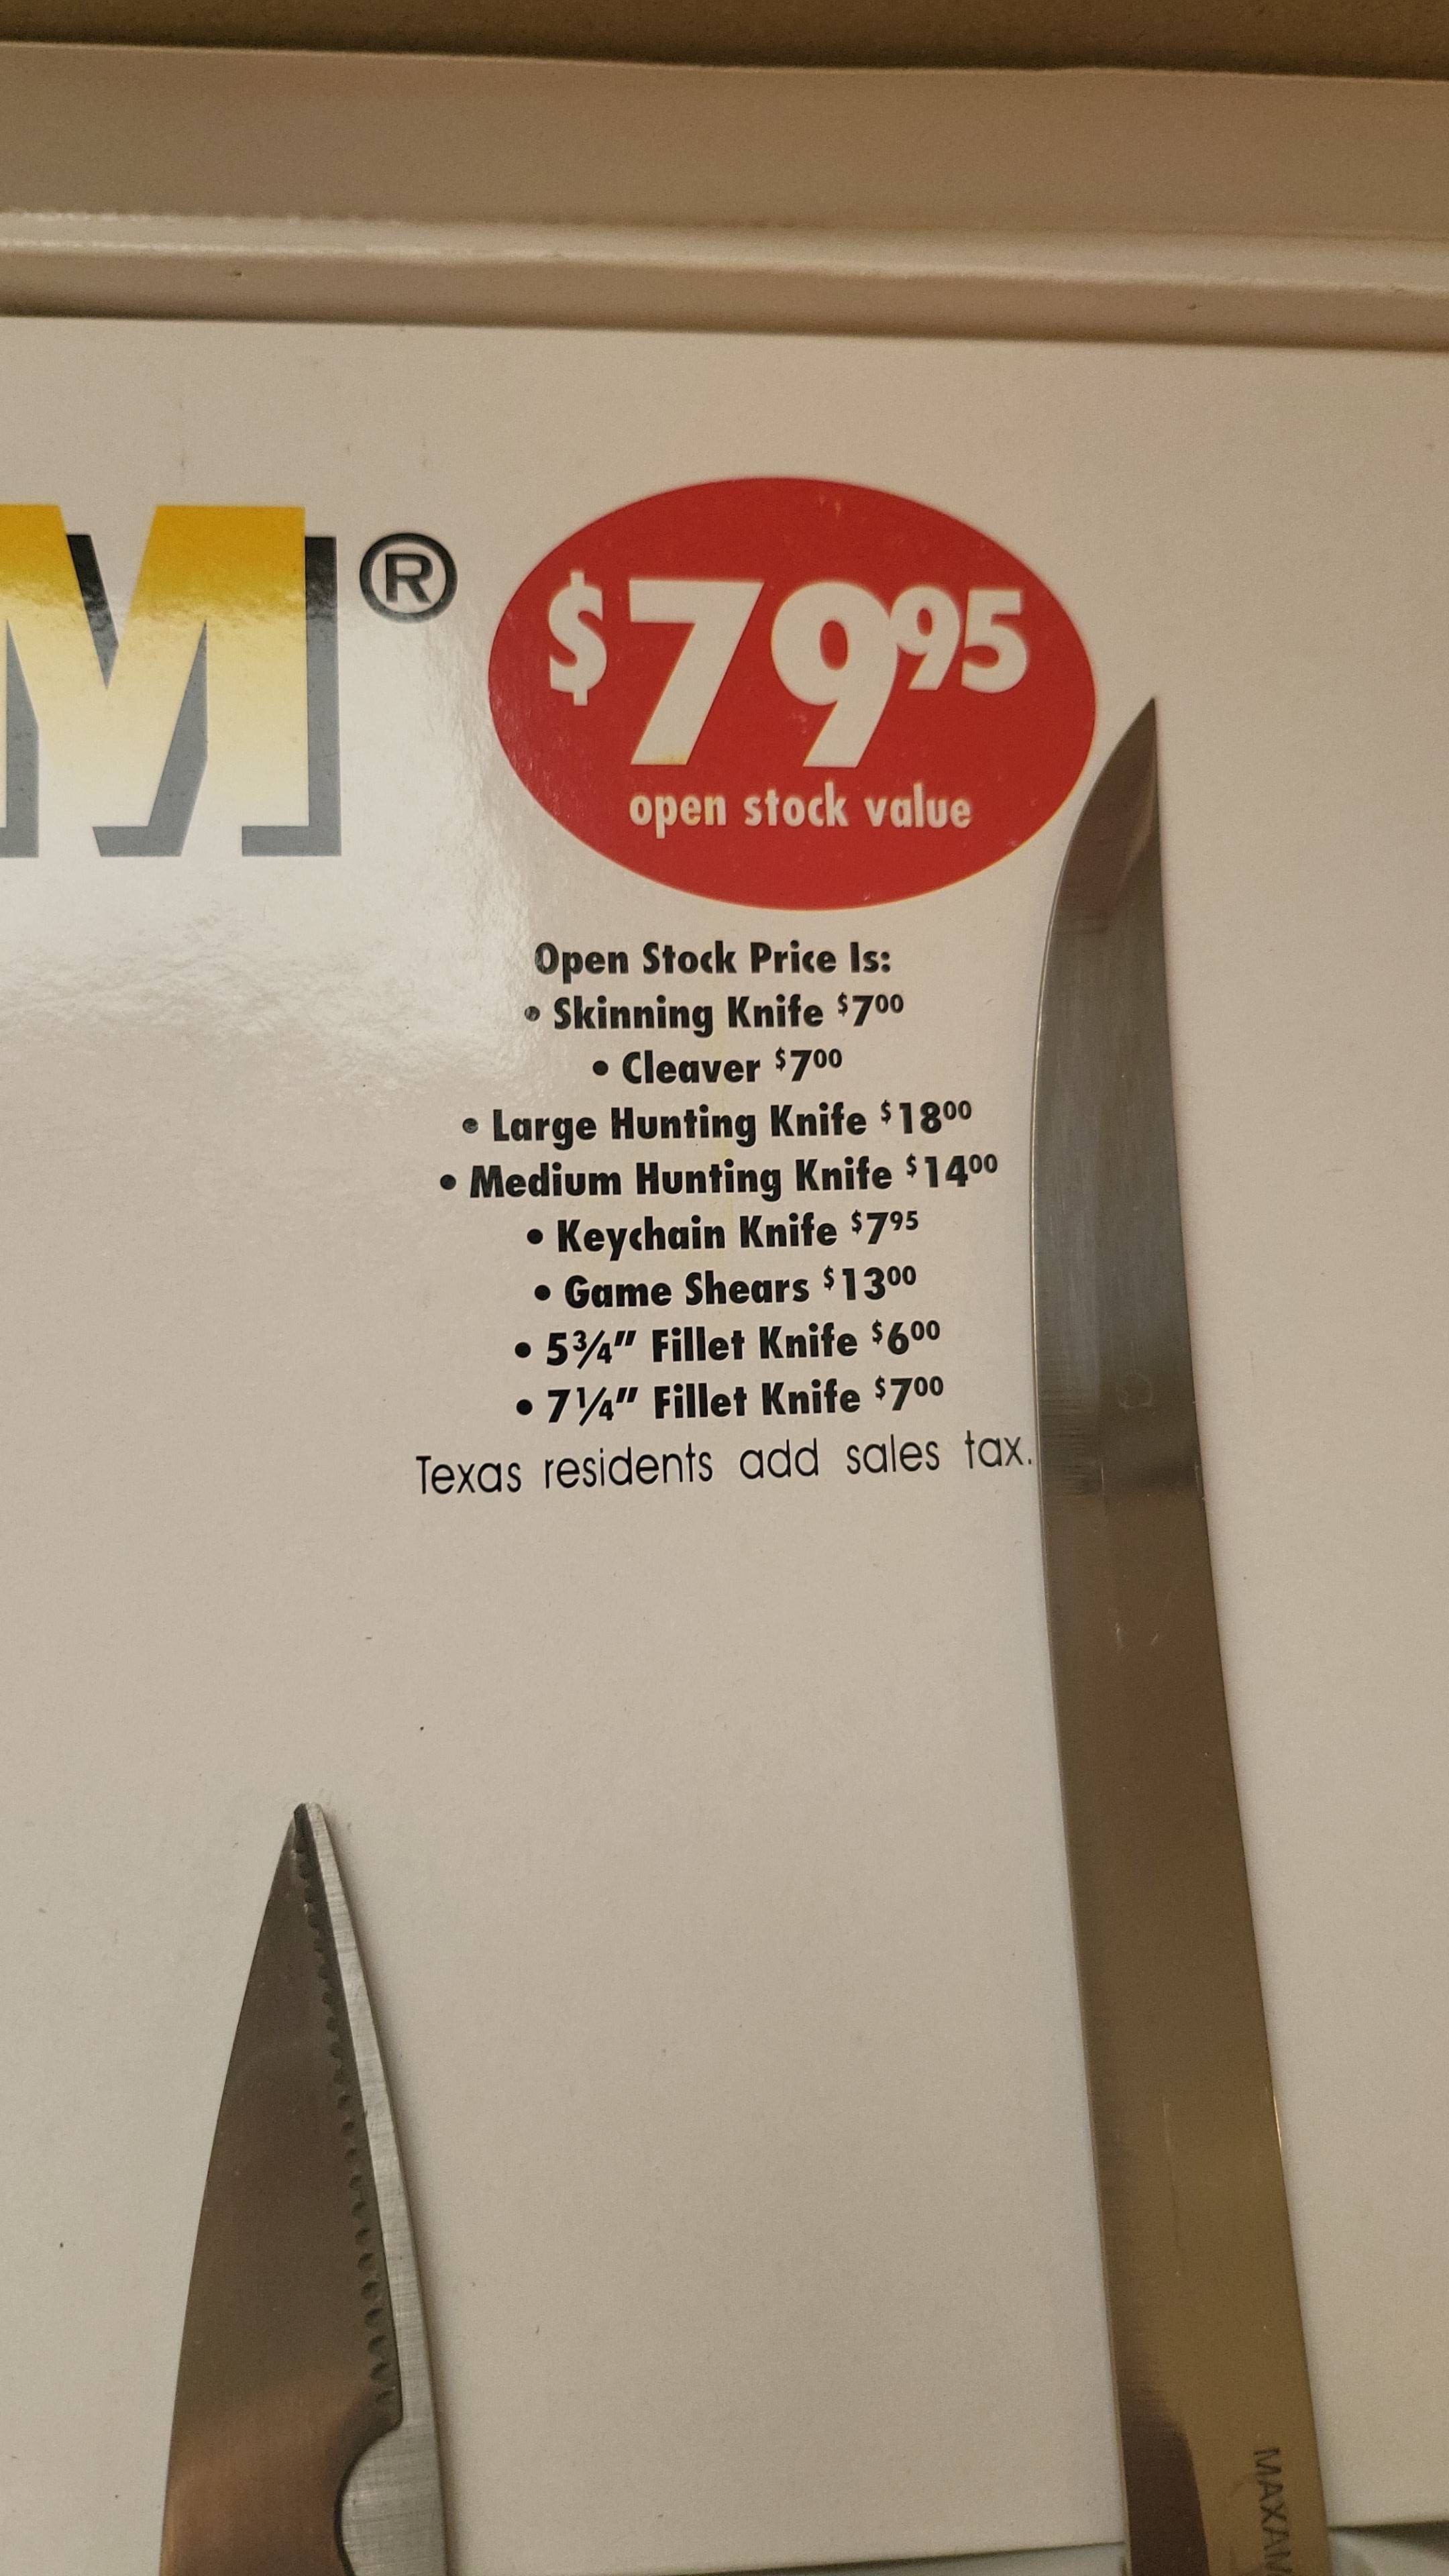 M®
$79.95
open stock value
Open Stock Price Is:
• Skinning Knife $7.00
• Cleaver $7.00
• Large Hunting Knife $18.00
• Medium Hunting Knife $14.00
• Keychain Knife $7.95
• Game Shears $13.00
• 5¾" Fillet Knife $6.00
• 7¼" Fillet Knife $7.00
Texas residents add sales tax.
MAXAM